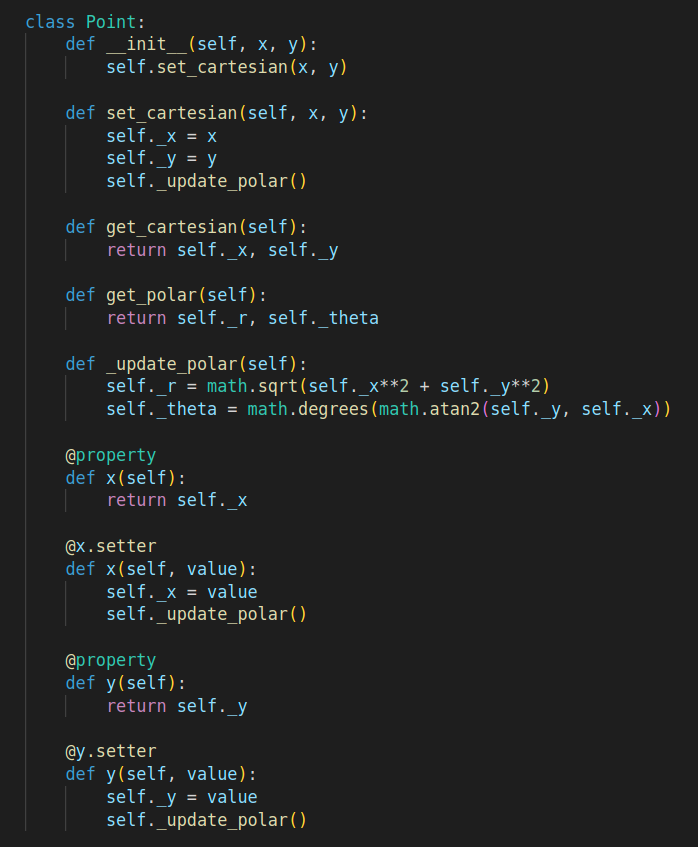 class Point:
    def __init__(self, x, y):
        self.set_cartesian(x, y)

    def set_cartesian(self, x, y):
        self._x = x
        self._y = y
        self._update_polar()

    def get_cartesian(self):
        return self._x, self._y

    def get_polar(self):
        return self._r, self._theta

    def _update_polar(self):
        self._r = math.sqrt(self._x**2 + self._y**2)
        self._theta = math.degrees(math.atan2(self._y, self._x))

    @property
    def x(self):
        return self._x

    @x.setter
    def x(self, value):
        self._x = value
        self._update_polar()

    @property
    def y(self):
        return self._y

    @y.setter
    def y(self, value):
        self._y = value
        self._update_polar()